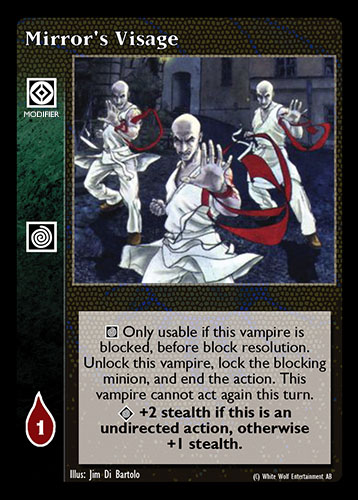 Mirror's Visage
MODIFIER
Only usable if this vampire is
blocked, before block resolution.
Unlock this vampire, lock the blocking
minion, and end the action. This
vampire cannot act again this turn.
+2 stealth if this is an
undirected action, otherwise
+1 stealth.
1
Illus: Jim Di Bartolo
(C) White Wolf Entertainment AB